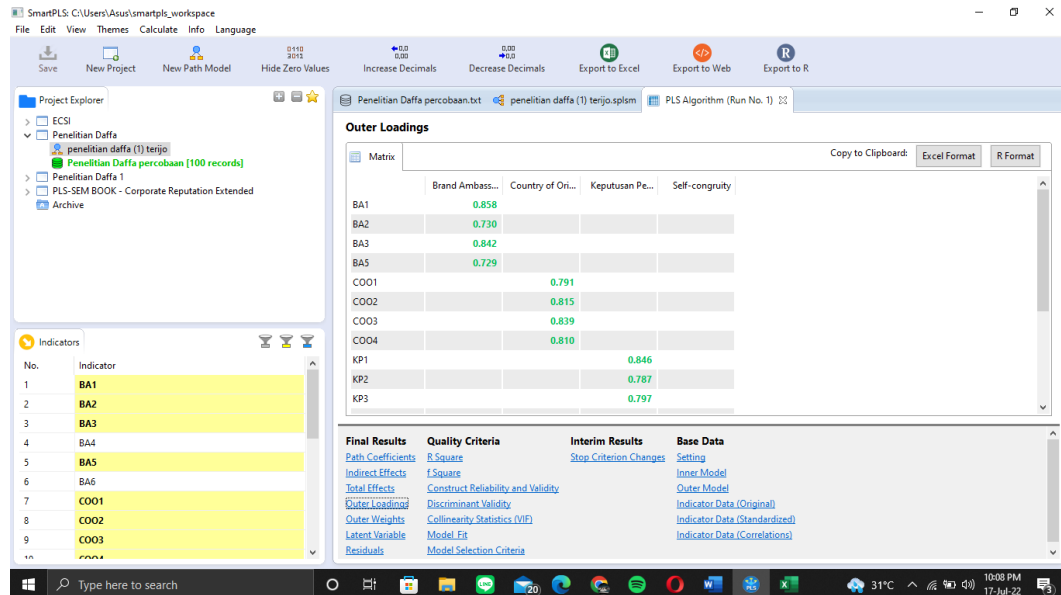 SmartPLS: C:\Users\Asus\smartpls_workspace
File Edit View Themes Calculate Info Language
Save New Project New Path Model Hide Zero Values Increase Decimals Decrease Decimals Export to Excel Export to Web Export to R
Project Explorer
ECSI
Penelitian Daffa
penelitian daffa (1) terijo
Penelitian Daffa percobaan [100 records]
Penelitian Daffa 1
PLS-SEM BOOK - Corporate Reputation Extended
Archive
Indicators
No. Indicator
1 BA1
2 BA2
3 BA3
4 BA4
5 BA5
6 BA6
7 COO1
8 COO2
9 COO3
10 COO4
Penelitian Daffa percobaan.txt penelitian daffa (1) terijo.splsm PLS Algorithm (Run No. 1)
Outer Loadings
Matrix Copy to Clipboard: Excel Format R Format
Brand Ambass... Country of Ori... Keputusan Pe... Self-congruity
BA1 0.858
BA2 0.730
BA3 0.842
BA5 0.729
COO1 0.791
COO2 0.815
COO3 0.839
COO4 0.810
KP1 0.846
KP2 0.787
KP3 0.797
Final Results Quality Criteria Interim Results Base Data
Path Coefficients R Square Stop Criterion Changes Setting
Indirect Effects f Square Inner Model
Total Effects Construct Reliability and Validity Outer Model
Outer Loadings Discriminant Validity Indicator Data (Original)
Outer Weights Collinearity Statistics (VIF) Indicator Data (Standardized)
Latent Variable Model_Fit Indicator Data (Correlations)
Residuals Model Selection Criteria
Type here to search 20 31°C 10:08 PM
17-Jul-22